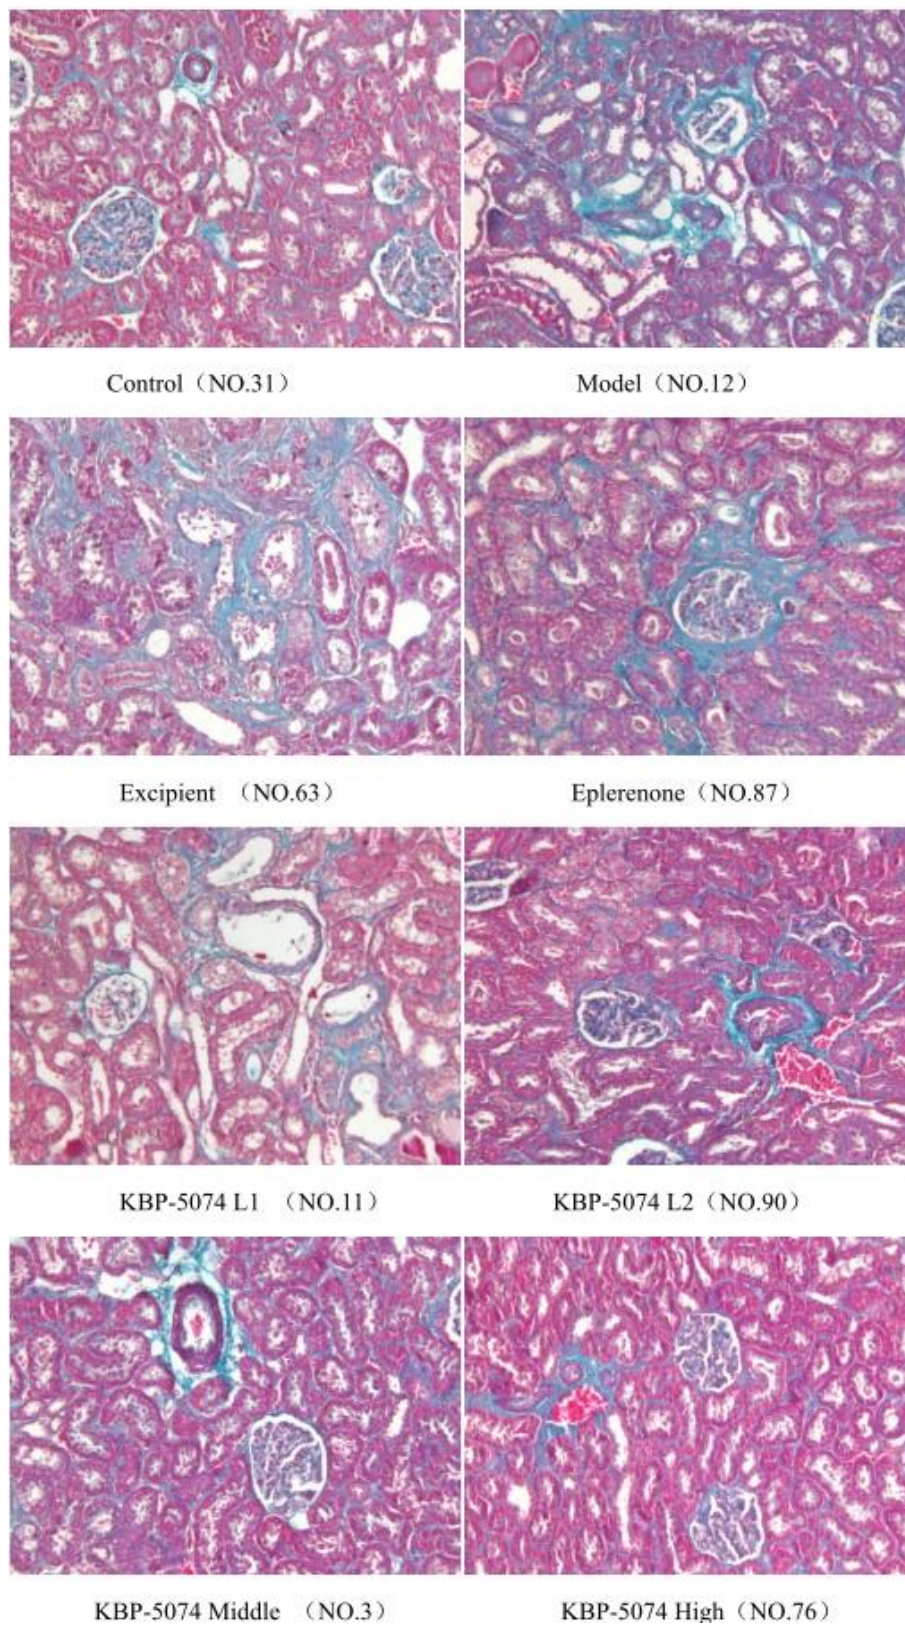 Control（NO.31）
Model（NO.12）
Excipient （NO.63）
Eplerenone（NO.87）
KBP-5074 L1 （NO.11）
KBP-5074 L2（NO.90）
KBP-5074 Middle （NO.3）
KBP-5074 High（NO.76）